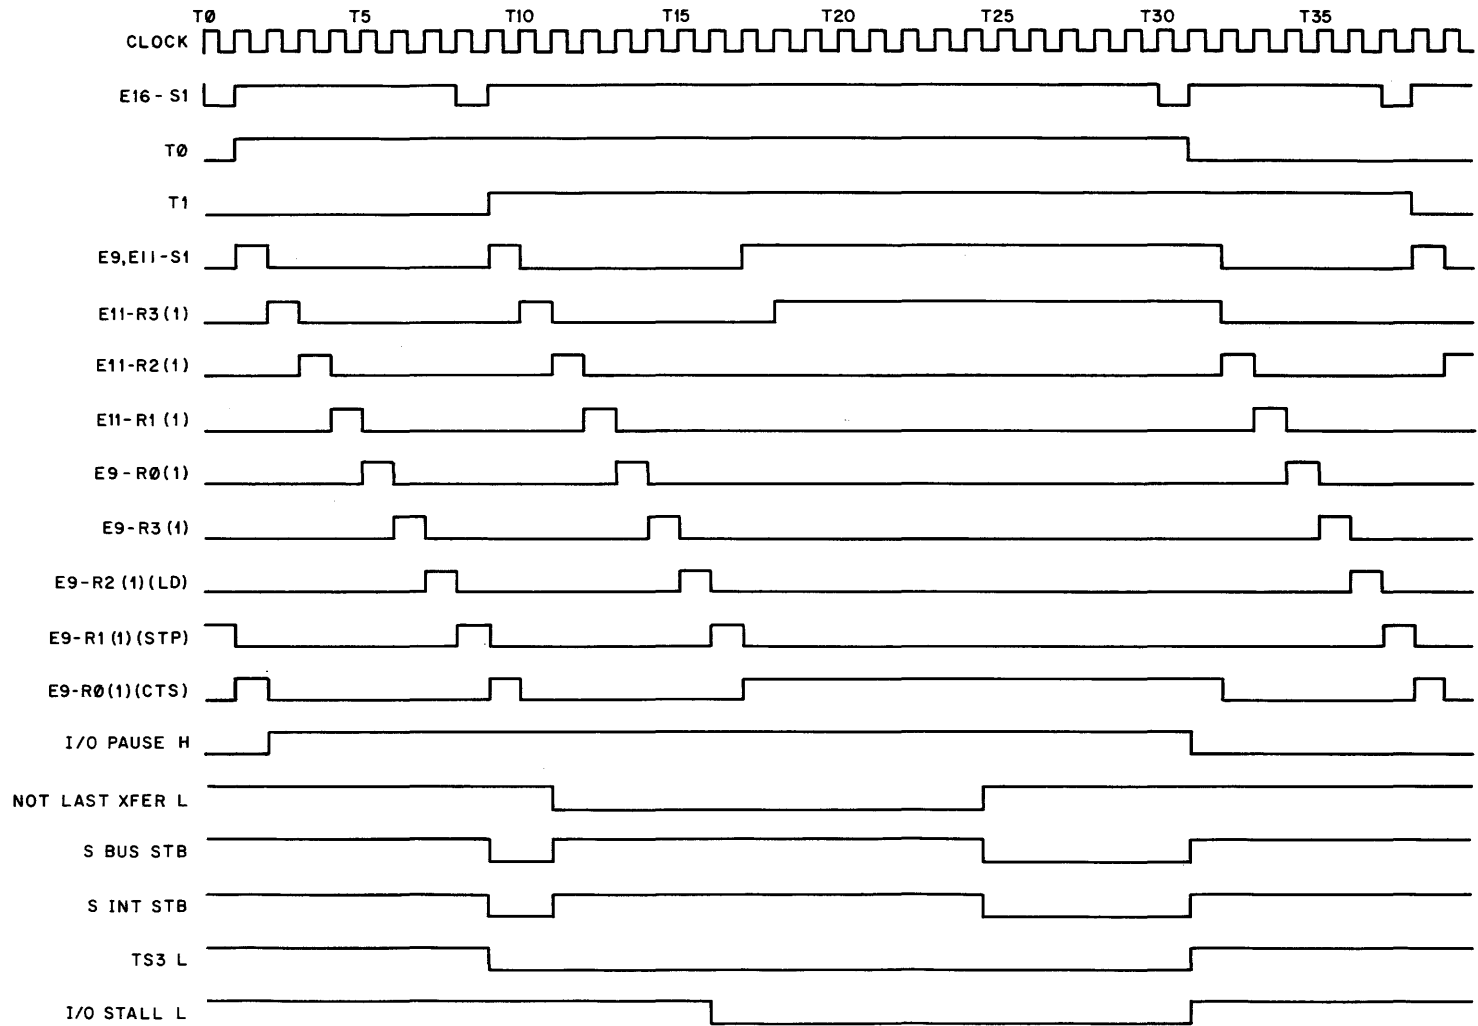 TØ T5 T10 T15 T20 T25 T30 T35
CLOCK
E16-S1
TØ
T1
E9,E11-S1
E11-R3(1)
E11-R2(1)
E11-R1(1)
E9-RØ(1)
E9-R3(1)
E9-R2(1)(LD)
E9-R1(1)(STP)
E9-RØ(1)(CTS)
I/O PAUSE H
NOT LAST XFER L
S BUS STB
S INT STB
TS3 L
I/O STALL L